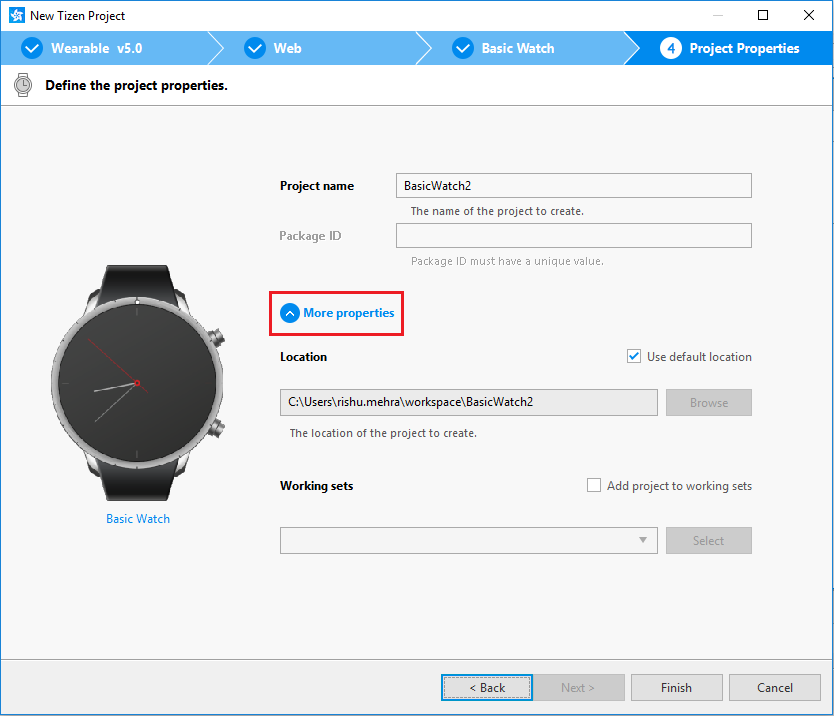 New Tizen Project
Wearable v5.0
Web
Basic Watch
4 Project Properties
Define the project properties.
Project name
BasicWatch2
The name of the project to create.
Package ID
Package ID must have a unique value.
More properties
Location
Use default location
C:\Users\rishu.mehra\workspace\BasicWatch2
Browse
The location of the project to create.
Working sets
Add project to working sets
Basic Watch
Select
< Back
Next >
Finish
Cancel